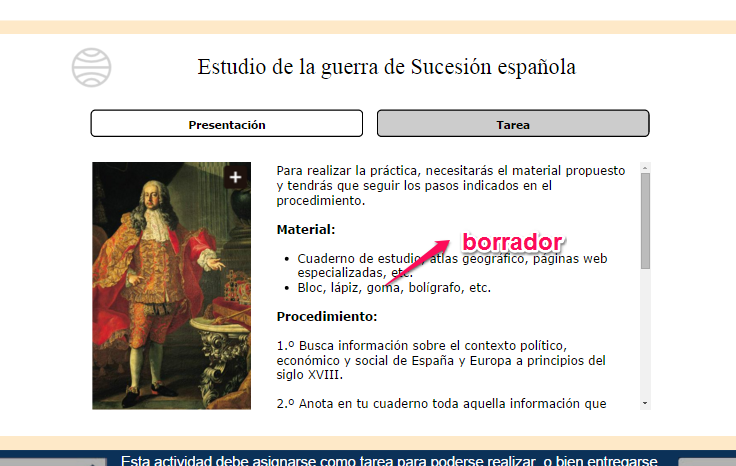 Estudio de la guerra de Sucesión española
Presentación
Tarea
Para realizar la práctica, necesitarás el material propuesto
y tendrás que seguir los pasos indicados en el
procedimiento.
Material:
borrador
Cuaderno de estudio, atlas geográfico, páginas web
especializadas, etc.
Bloc, lápiz, goma, bolígrafo, etc.
Procedimiento:
1.º Busca información sobre el contexto político,
económico y social de España y Europa a principios del
siglo XVIII.
2.º Anota en tu cuaderno toda aquella información que
Esta actividad debe asignarse como tarea para poderse realizar, o bien entregarse